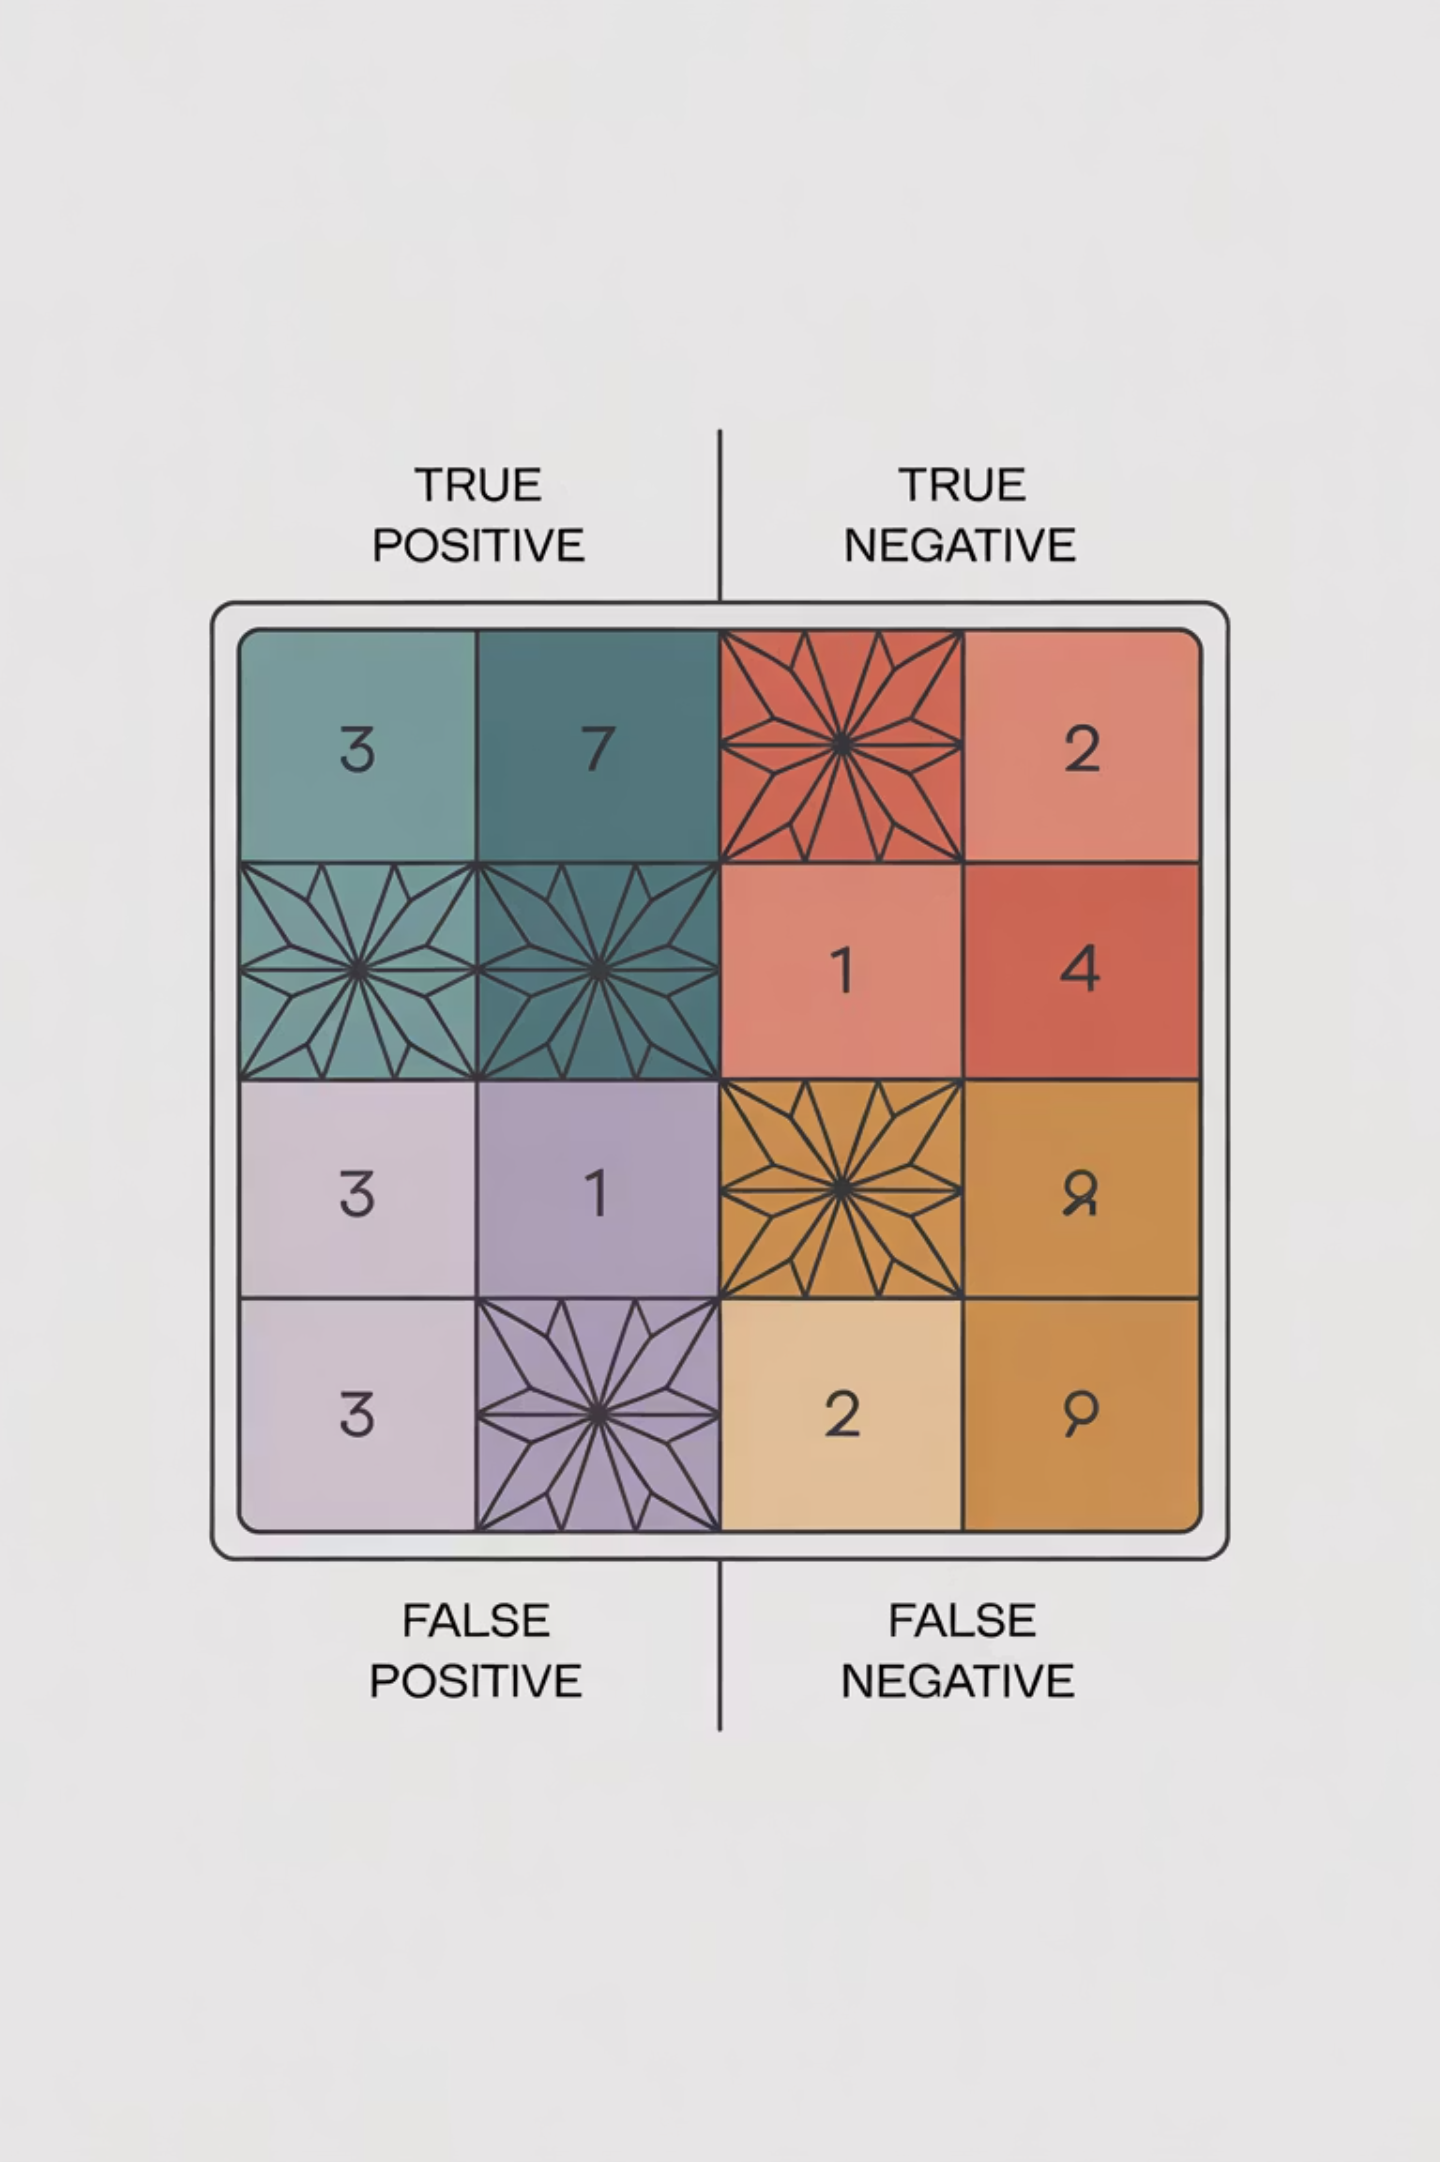 TRUE
POSITIVE
TRUE
NEGATIVE
3 7 2
1 4
3 1
3 2
FALSE
POSITIVE
FALSE
NEGATIVE